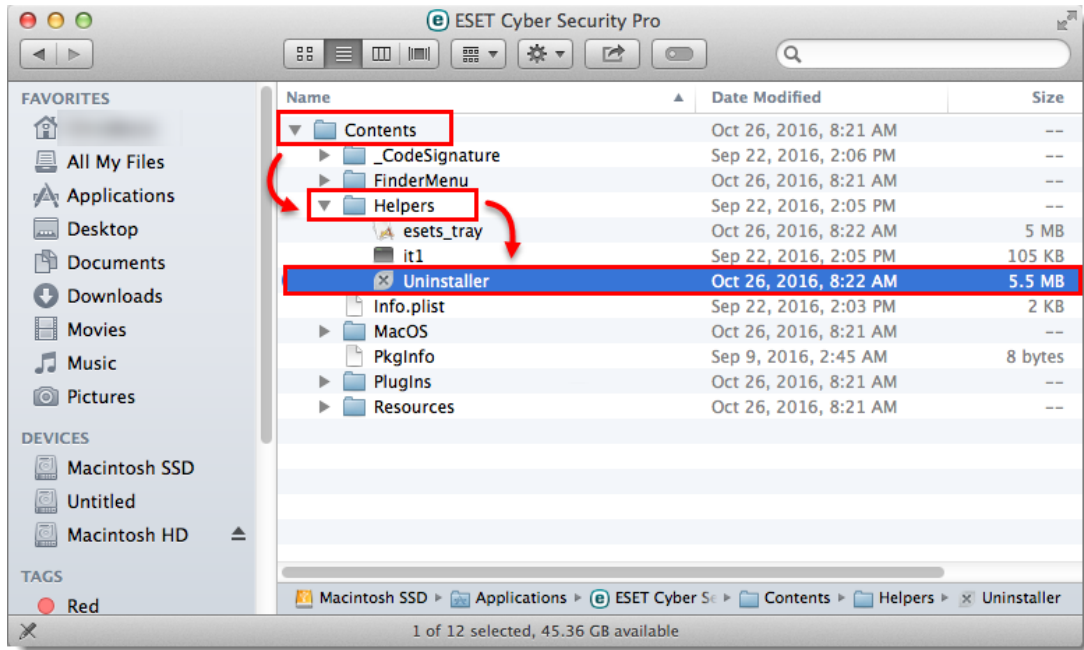 ESET Cyber Security Pro
FAVORITES
All My Files
Applications
Desktop
Documents
Downloads
Movies
Music
Pictures
DEVICES
Macintosh SSD
Untitled
Macintosh HD
TAGS
Red
Name Date Modified Size
Contents Oct 26, 2016, 8:21 AM --
_CodeSignature Sep 22, 2016, 2:06 PM --
FinderMenu Oct 26, 2016, 8:21 AM --
Helpers Sep 22, 2016, 2:05 PM --
esets_tray Oct 26, 2016, 8:22 AM 5 MB
it1 Sep 22, 2016, 2:05 PM 105 KB
Uninstaller Oct 26, 2016, 8:22 AM 5.5 MB
Info.plist Sep 22, 2016, 2:03 PM 2 KB
MacOS Oct 26, 2016, 8:21 AM --
PkgInfo Sep 9, 2016, 2:45 AM 8 bytes
PlugIns Oct 26, 2016, 8:21 AM --
Resources Oct 26, 2016, 8:21 AM --
Macintosh SSD ▸ Applications ▸ ESET Cyber ▸ Contents ▸ Helpers ▸ Uninstaller
1 of 12 selected, 45.36 GB available